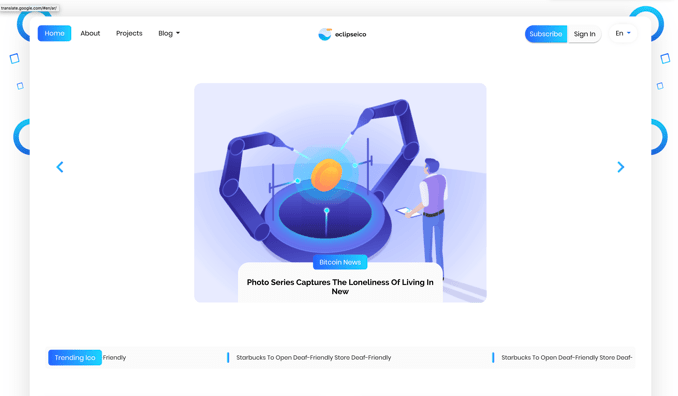 translate.google.com/#en/ar/
Home
About
Projects
Blog
eclipseico
Subscribe
Sign In
En
Bitcoin News
Photo Series Captures The Loneliness Of Living In
New
Trending Ico
Friendly
Starbucks To Open Deaf-Friendly Store Deaf-Friendly
Starbucks To Open Deaf-Friendly Store Deaf-